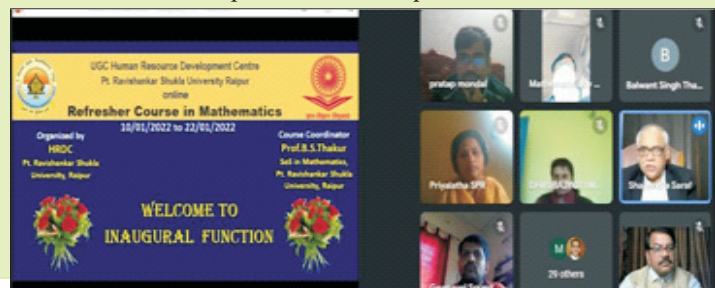 UGC Human Resource Development Centre
Pt. Ravishankar Shukla University Raipur
online
Refresher Course in Mathematics
10/01/2022 to 22/01/2022
Organized by
HRDC
Pt. Ravishankar Shukla
University, Raipur
Course Coordinator
Prof.B.S.Thakur
SoS in Mathematics,
Pt. Ravishankar Shukla
University, Raipur
WELCOME TO
INAUGURAL FUNCTION
pratap mondal
B
Balwant Singh Tha...
Priyalatha SPR
Saraf
M
29 others